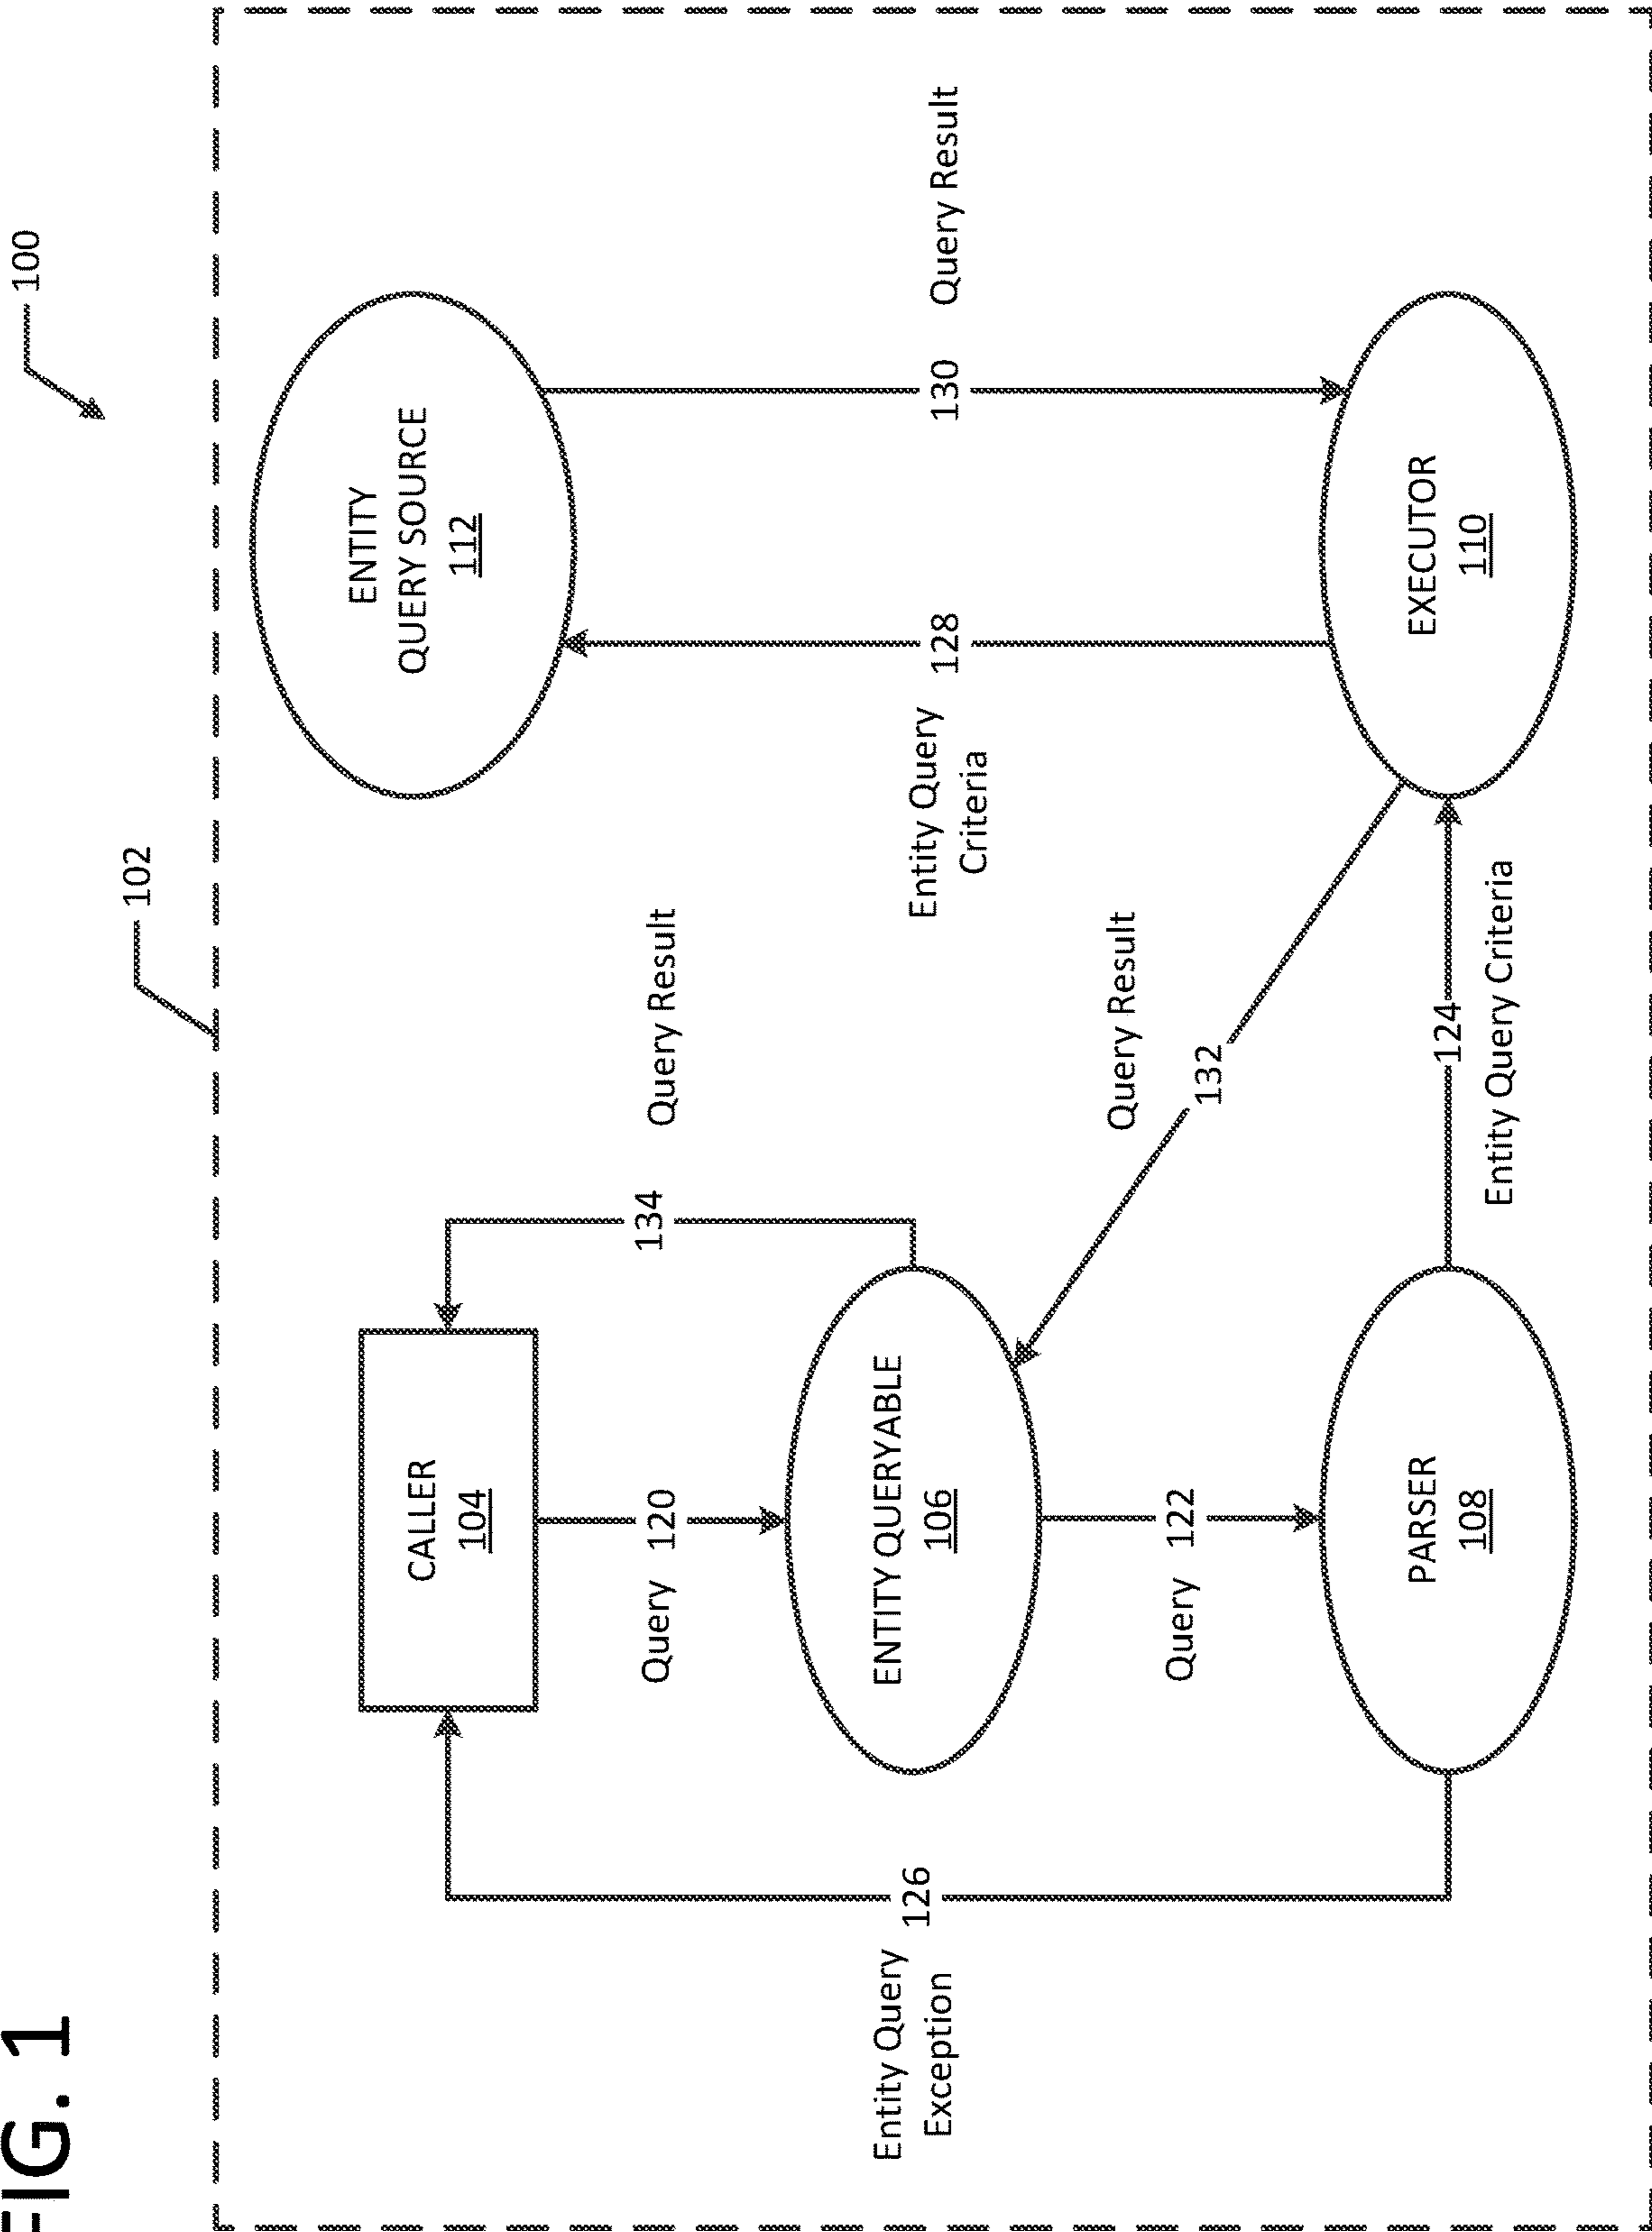 FIG. 1
100
102
CALLER
104
ENTITY
QUERY SOURCE
112
Query 120
134
Query Result
Entity Query
Exception
126
ENTITY QUERYABLE
106
Entity Query
Criteria
128
130
Query Result
Query 122
Query Result
132
PARSER
108
124
Entity Query Criteria
EXECUTOR
110